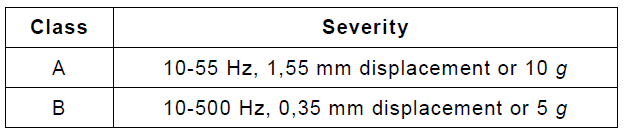 Class Severity
A 10-55 Hz, 1,55 mm displacement or 10 g
B 10-500 Hz, 0,35 mm displacement or 5 g